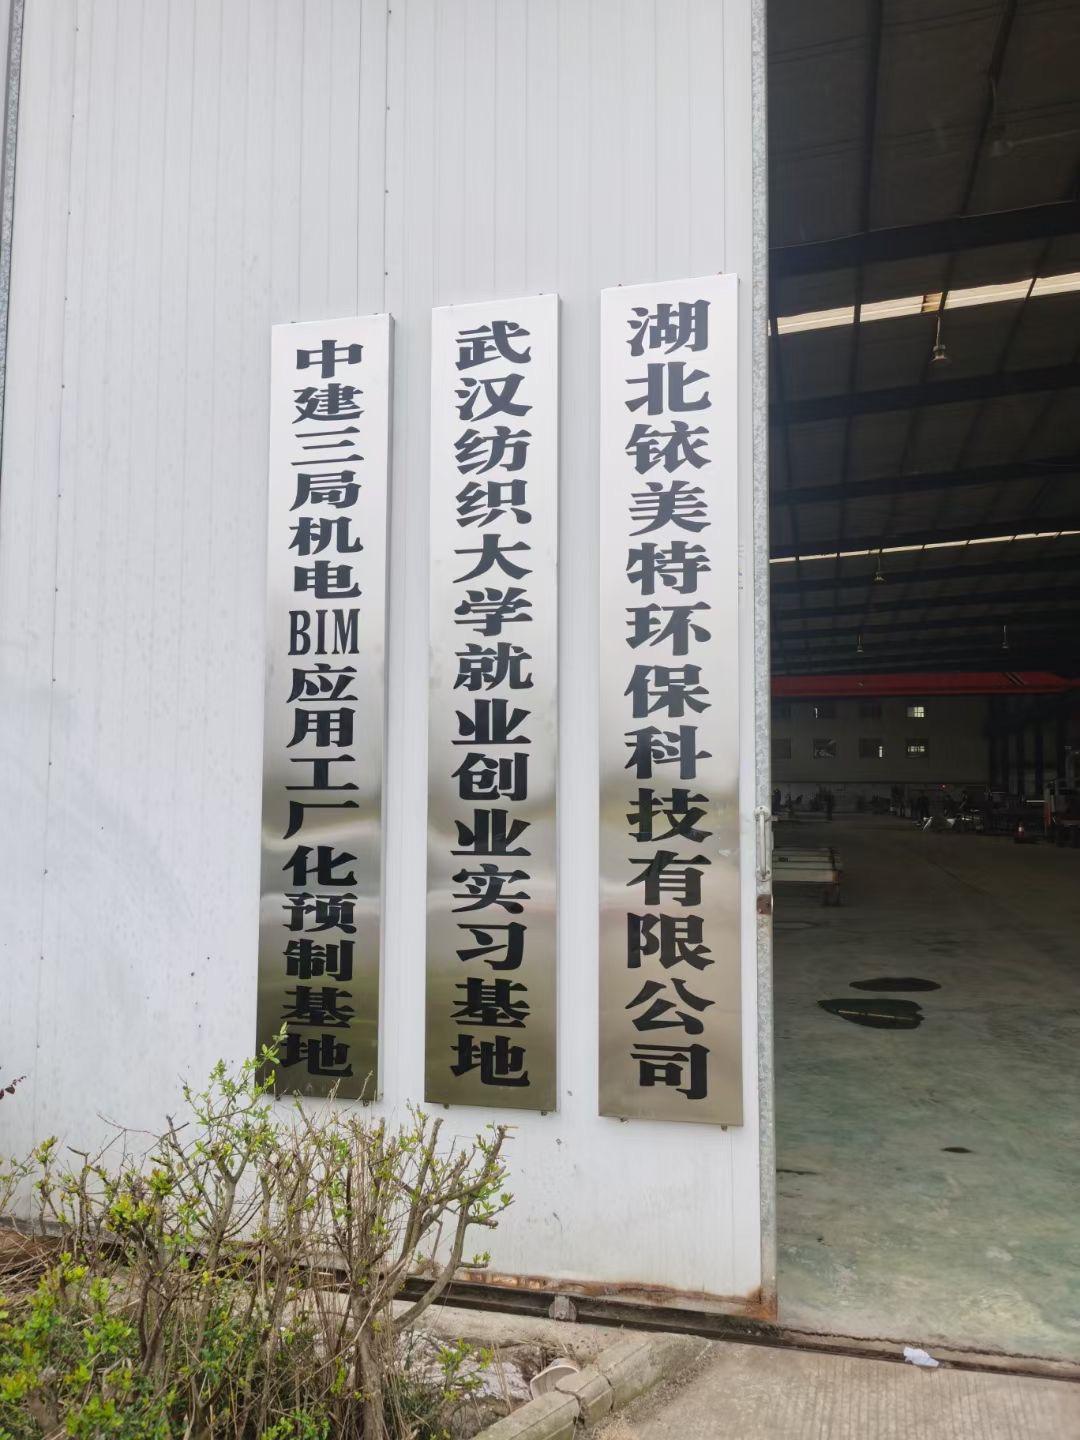 中建三局机电BIM应用工厂化预制基地
武汉纺织大学就业创业实习基地
湖北铱美特环保科技有限公司